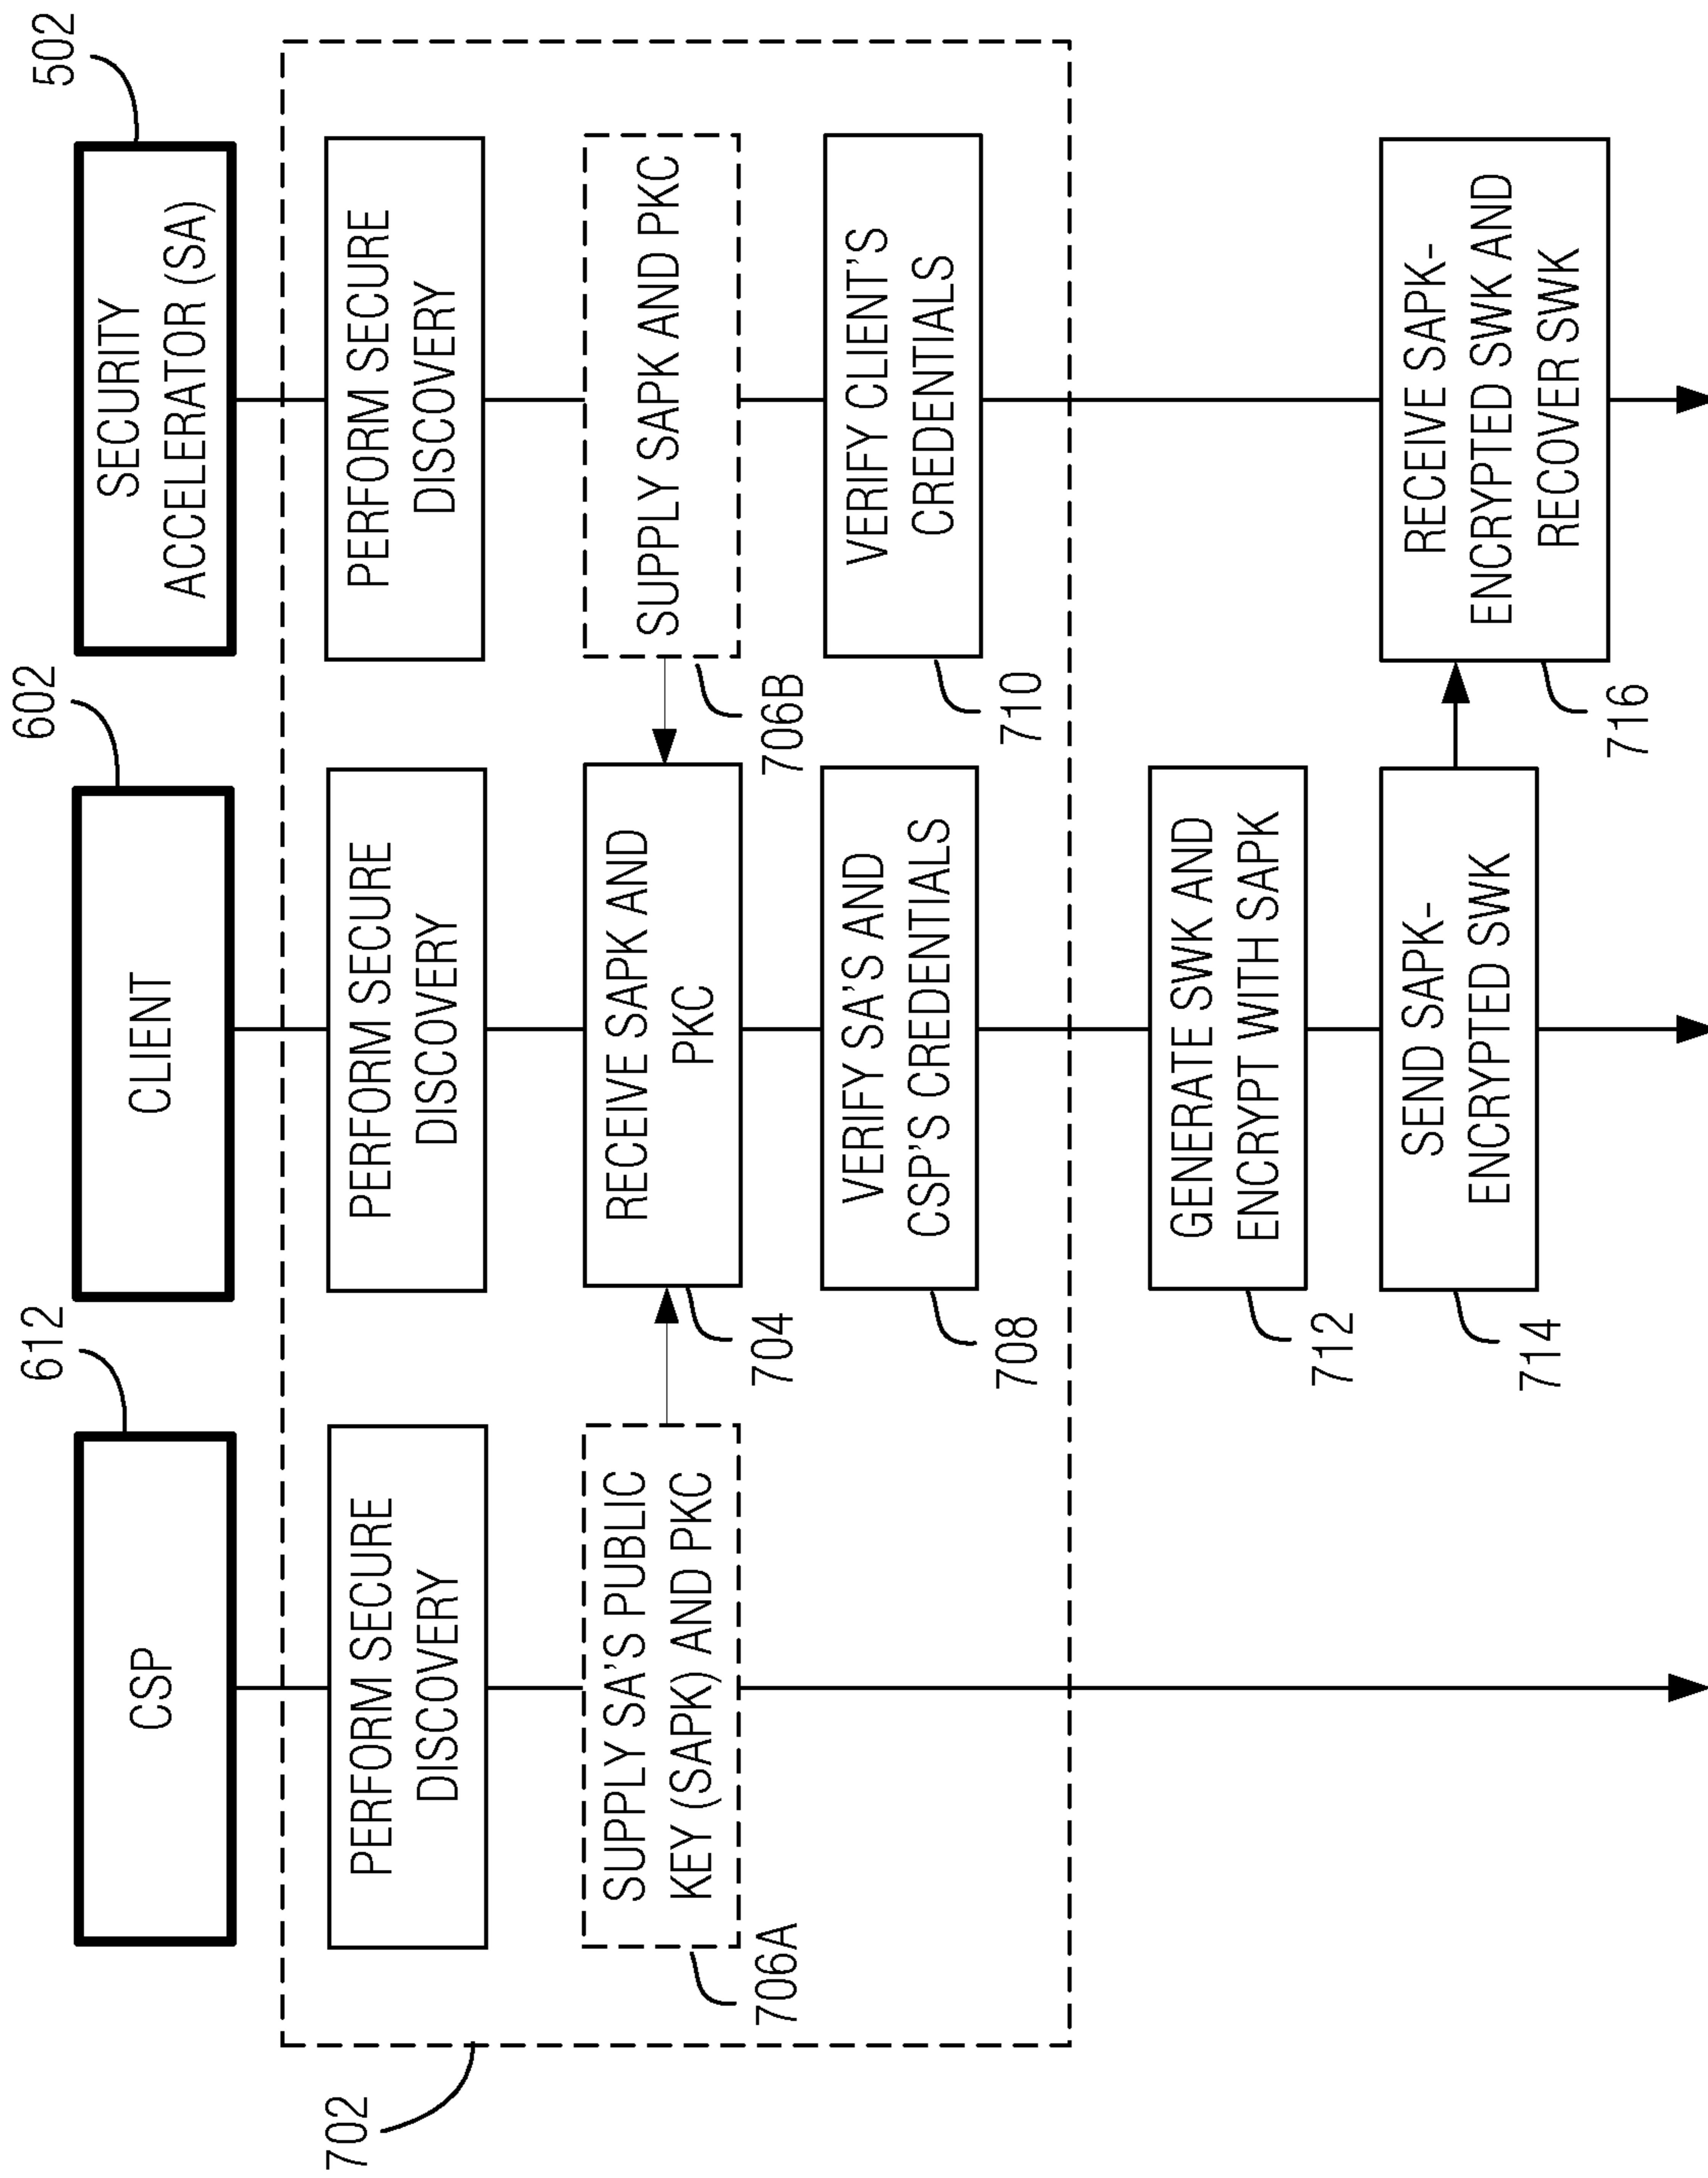 612
CSP
602
CLIENT
502
SECURITY
ACCELERATOR (SA)
702
PERFORM SECURE
DISCOVERY
PERFORM SECURE
DISCOVERY
PERFORM SECURE
DISCOVERY
SUPPLY SA'S PUBLIC
KEY (SAPK) AND PKC
706A
RECEIVE SAPK AND
PKC
704
SUPPLY SAPK AND PKC
706B
VERIFY SA'S AND
CSP'S CREDENTIALS
708
VERIFY CLIENT'S
CREDENTIALS
710
GENERATE SWK AND
ENCRYPT WITH SAPK
712
SEND SAPK-
ENCRYPTED SWK
714
RECEIVE SAPK-
ENCRYPTED SWK AND
RECOVER SWK
716